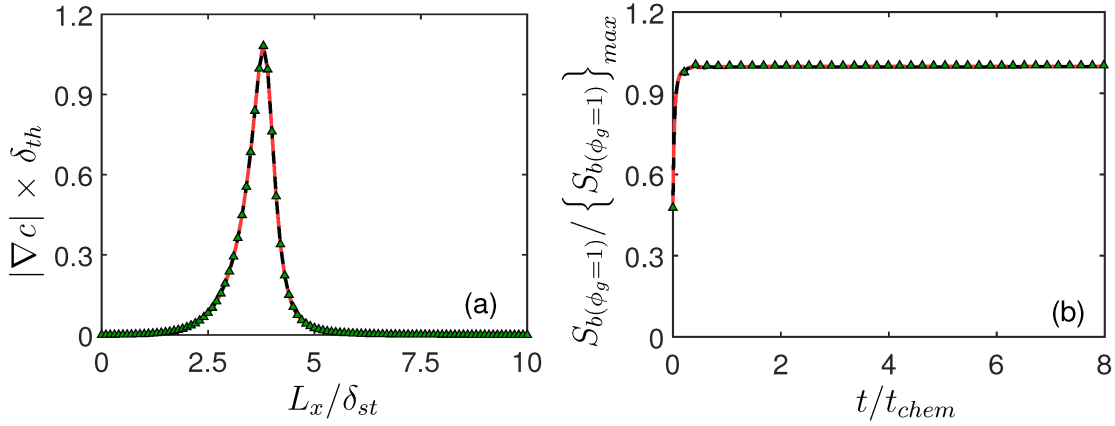 1.2
0.9
0.6
0.3
0
|∇c| × δ_th
(a)
0 2.5 5 7.5 10
L_x/δ_st
1.2
0.9
0.6
0.3
0
S_b(ϕ_g=1)/{S_b(ϕ_g=1)}_max
(b)
0 2 4 6 8
t/t_chem